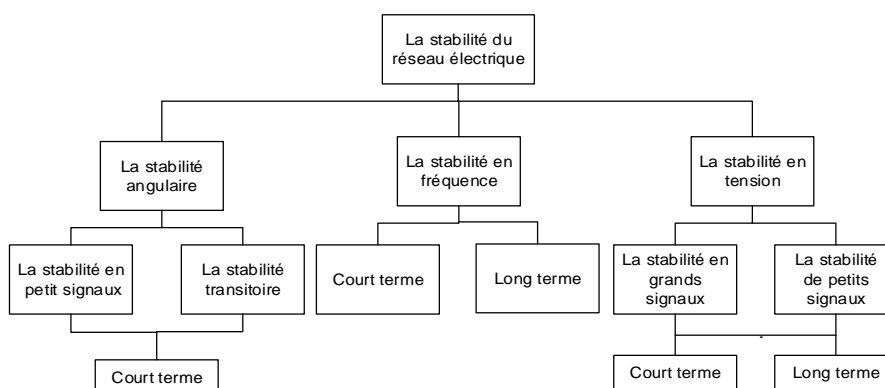 La stabilité du
réseau électrique
La stabilité
angulaire
La stabilité en
fréquence
La stabilité en
tension
La stabilité en
petit signaux
La stabilité
transitoire
Court terme
Long terme
La stabilité en
grands
signaux
La stabilité
de petits
signaux
Court terme
Court terme
Long terme